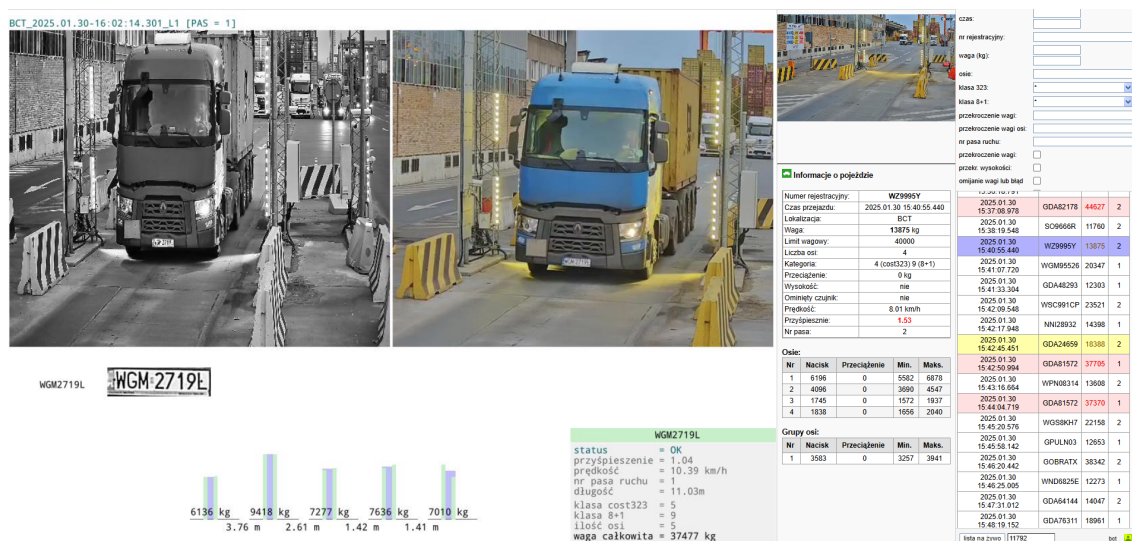 BCT_2025.01.30-16:02:14.301_L1 [PAS = 1]
WGM2719L
WGM 2719L
6136 kg 9418 kg 7277 kg 7636 kg 7010 kg
3.76 m 2.61 m 1.42 m 1.41 m
WGM2719L
status = OK
przyśpieszenie = 1.04
prędkość = 10.39 km/h
nr pasa ruchu = 1
długość = 11.03m
klasa cost323 = 5
klasa 8+1 = 9
ilość osi = 5
waga całkowita = 37477 kg
Informacje o pojeździe
Numer rejestracyjny: WZ9995Y
Czas przejazdu: 2025.01.30 15:40:55.440
Lokalizacja: BCT
Waga: 13875 kg
Limit wagowy: 40000
Liczba osi: 4
Kategoria: 4 (cost323) 9 (8+1)
Przeciążenie: 0 kg
Wysokość: nie
Ominięty czujnik: nie
Prędkość: 8.01 km/h
Przyśpieszenie: 1.53
Nr pasa: 2
Osie:
Nr Nacisk Przeciążenie Min. Maks.
1 6196 0 5582 6878
2 4096 0 3690 4547
3 1745 0 1572 1937
4 1838 0 1656 2040
Grupy osi:
Nr Nacisk Przeciążenie Min. Maks.
1 3583 0 3257 3941
czas:
nr rejestracyjny:
waga (kg):
osie:
klasa 323: *
klasa 8+1: *
przekroczenie wagi:
przekroczenie wagi osi:
nr pasa ruchu:
przekroczenie wagi:
przekr. wysokości:
omijanie wagi lub błąd
2025.01.30 15:37:08.978 GDA82178 44627 2
2025.01.30 15:38:19.548 SO9666R 11760 2
2025.01.30 15:40:55.440 WZ9995Y 13875 2
2025.01.30 15:41:07.720 WGM95526 20347 1
2025.01.30 15:41:33.304 GDA48293 12303 1
2025.01.30 15:42:09.548 WSC991CP 23521 2
2025.01.30 15:42:17.948 NNI28932 14398 1
2025.01.30 15:42:45.451 GDA24659 18388 2
2025.01.30 15:42:50.994 GDA81572 37705 1
2025.01.30 15:43:16.664 WPN08314 13608 2
2025.01.30 15:44:04.719 GDA81572 37370 1
2025.01.30 15:45:20.576 WGS8KH7 22158 2
2025.01.30 15:45:58.142 GPULN03 12653 1
2025.01.30 15:46:20.442 GOBRATX 38342 2
2025.01.30 15:46:25.005 WND6825E 12273 1
2025.01.30 15:47:31.012 GDA64144 14047 2
2025.01.30 15:48:19.152 GDA76311 18961 1
lista na żywo 11792 bct